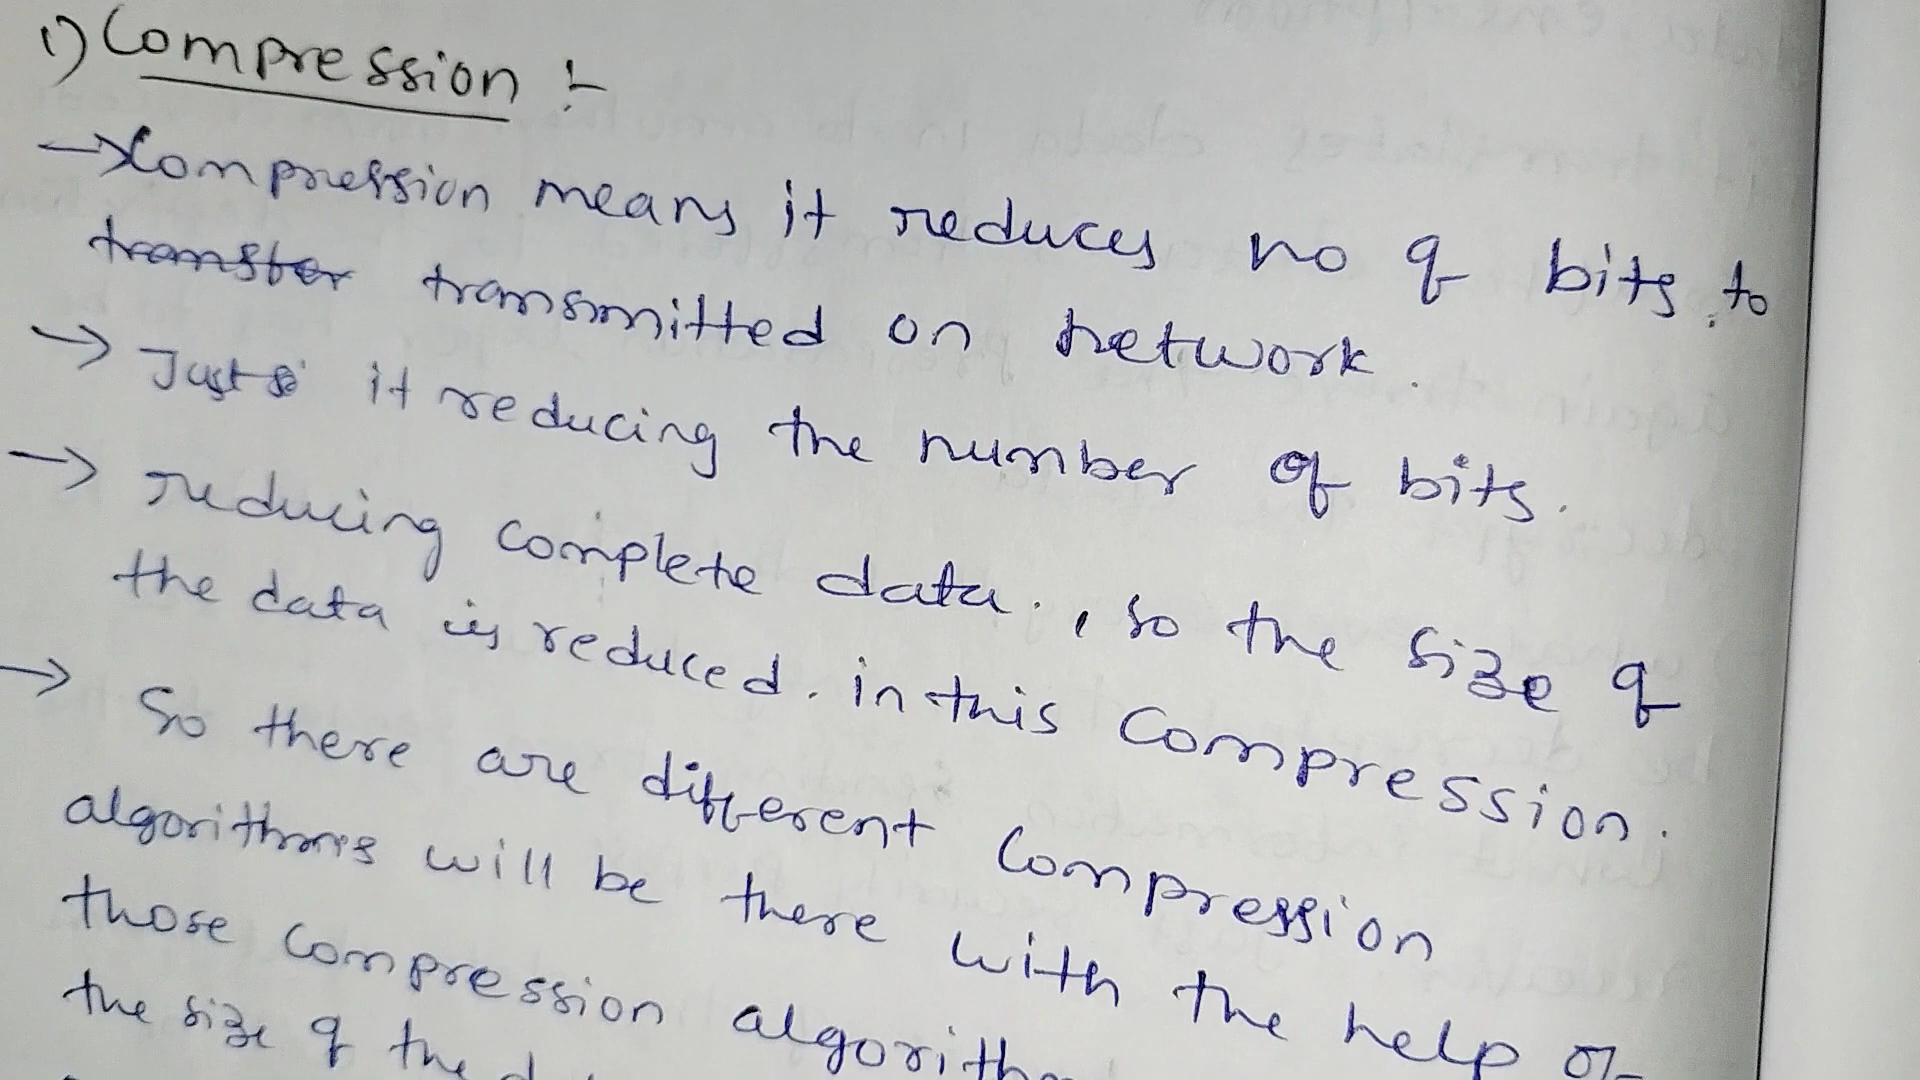 1) Compression :-
→ Compression means it reduces no of bits to
transfer transmitted on network.
→ Just it reducing the number of bits.
→ reducing complete data., so the size of
the data is reduced. in this Compression.
→ So there are different Compression
algorithms will be there with the help of
those compression algorith
the size of the d